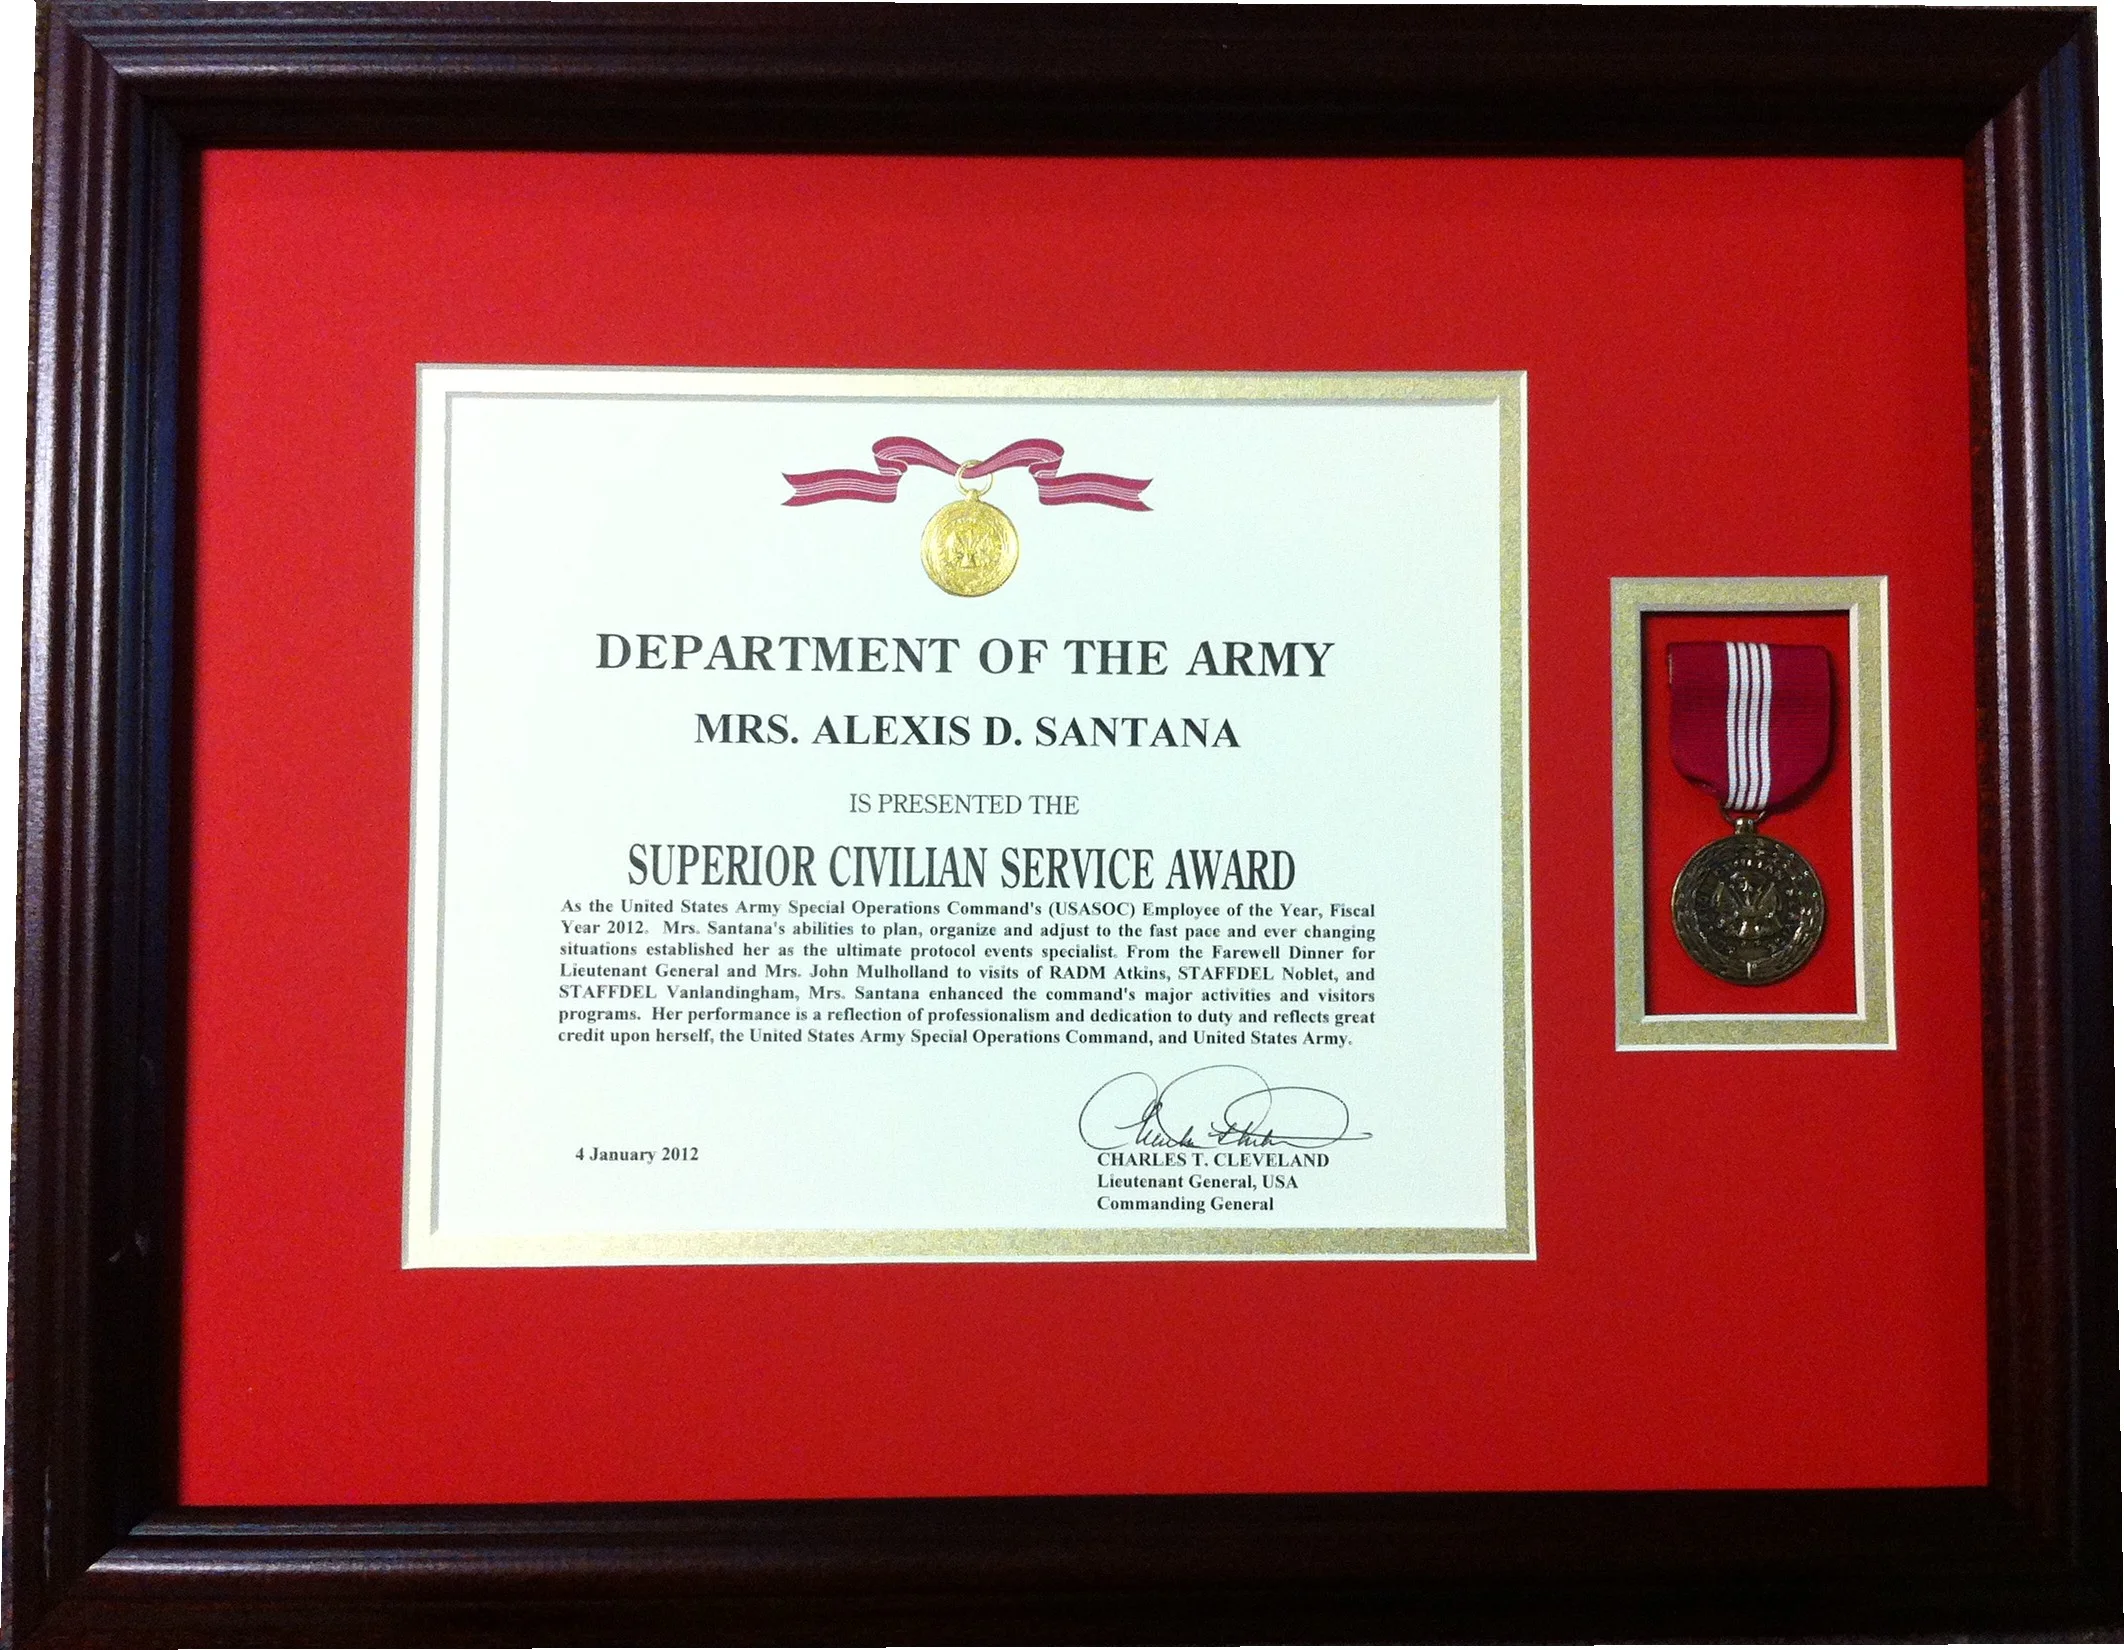 DEPARTMENT OF THE ARMY
MRS. ALEXIS D. SANTANA
IS PRESENTED THE
SUPERIOR CIVILIAN SERVICE AWARD
As the United States Army Special Operations Command's (USASOC) Employee of the Year, Fiscal
Year 2012. Mrs. Santana's abilities to plan, organize and adjust to the fast pace and ever changing
situations established her as the ultimate protocol events specialist. From the Farewell Dinner for
Lieutenant General and Mrs. John Mulholland to visits of RADM Atkins, STAFFDEL Noblet, and
STAFFDEL Vanlandingham, Mrs. Santana enhanced the command's major activities and visitors
programs. Her performance is a reflection of professionalism and dedication to duty and reflects great
credit upon herself, the United States Army Special Operations Command, and United States Army.
4 January 2012
CHARLES T. CLEVELAND
Lieutenant General, USA
Commanding General